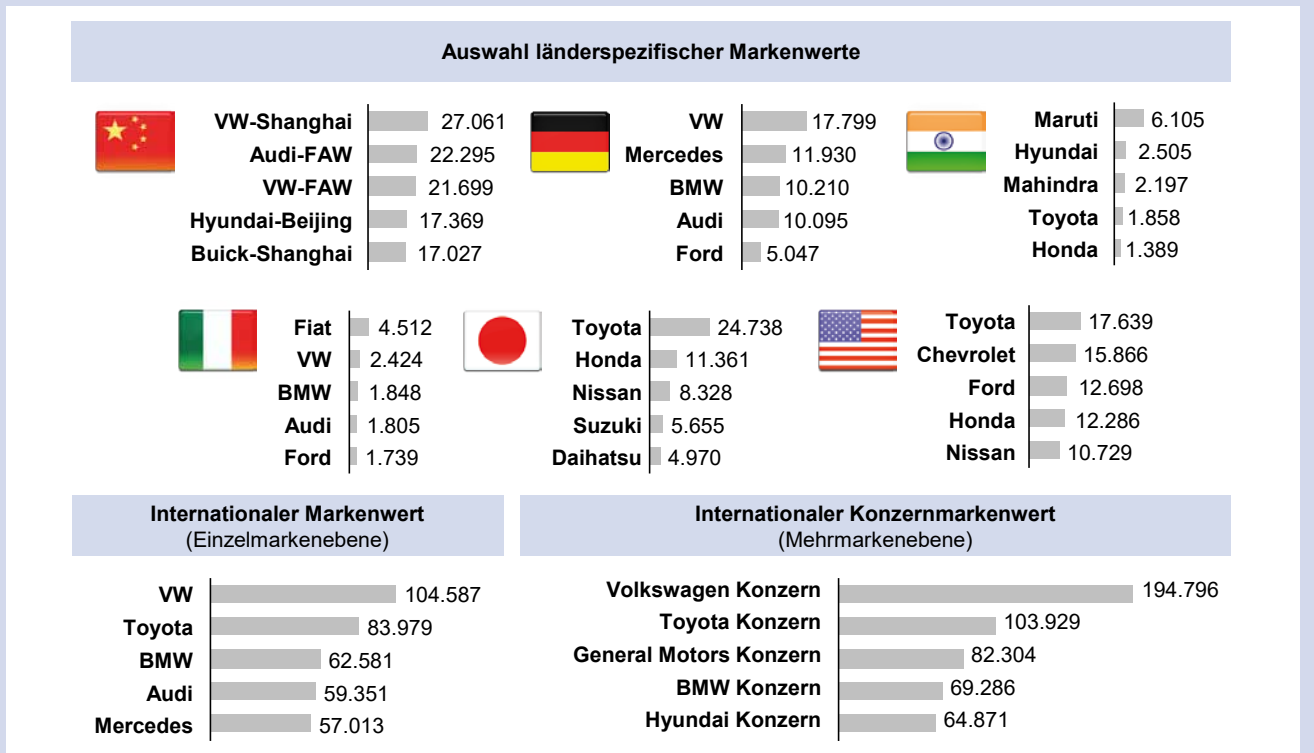 Auswahl länderspezifischer Markenwerte
VW-Shanghai 27.061
Audi-FAW 22.295
VW-FAW 21.699
Hyundai-Beijing 17.369
Buick-Shanghai 17.027
VW 17.799
Mercedes 11.930
BMW 10.210
Audi 10.095
Ford 5.047
Maruti 6.105
Hyundai 2.505
Mahindra 2.197
Toyota 1.858
Honda 1.389
Fiat 4.512
VW 2.424
BMW 1.848
Audi 1.805
Ford 1.739
Toyota 24.738
Honda 11.361
Nissan 8.328
Suzuki 5.655
Daihatsu 4.970
Toyota 17.639
Chevrolet 15.866
Ford 12.698
Honda 12.286
Nissan 10.729
Internationaler Markenwert
(Einzelmarkenebene)
VW 104.587
Toyota 83.979
BMW 62.581
Audi 59.351
Mercedes 57.013
Internationaler Konzernmarkenwert
(Mehrmarkenebene)
Volkswagen Konzern 194.796
Toyota Konzern 103.929
General Motors Konzern 82.304
BMW Konzern 69.286
Hyundai Konzern 64.871